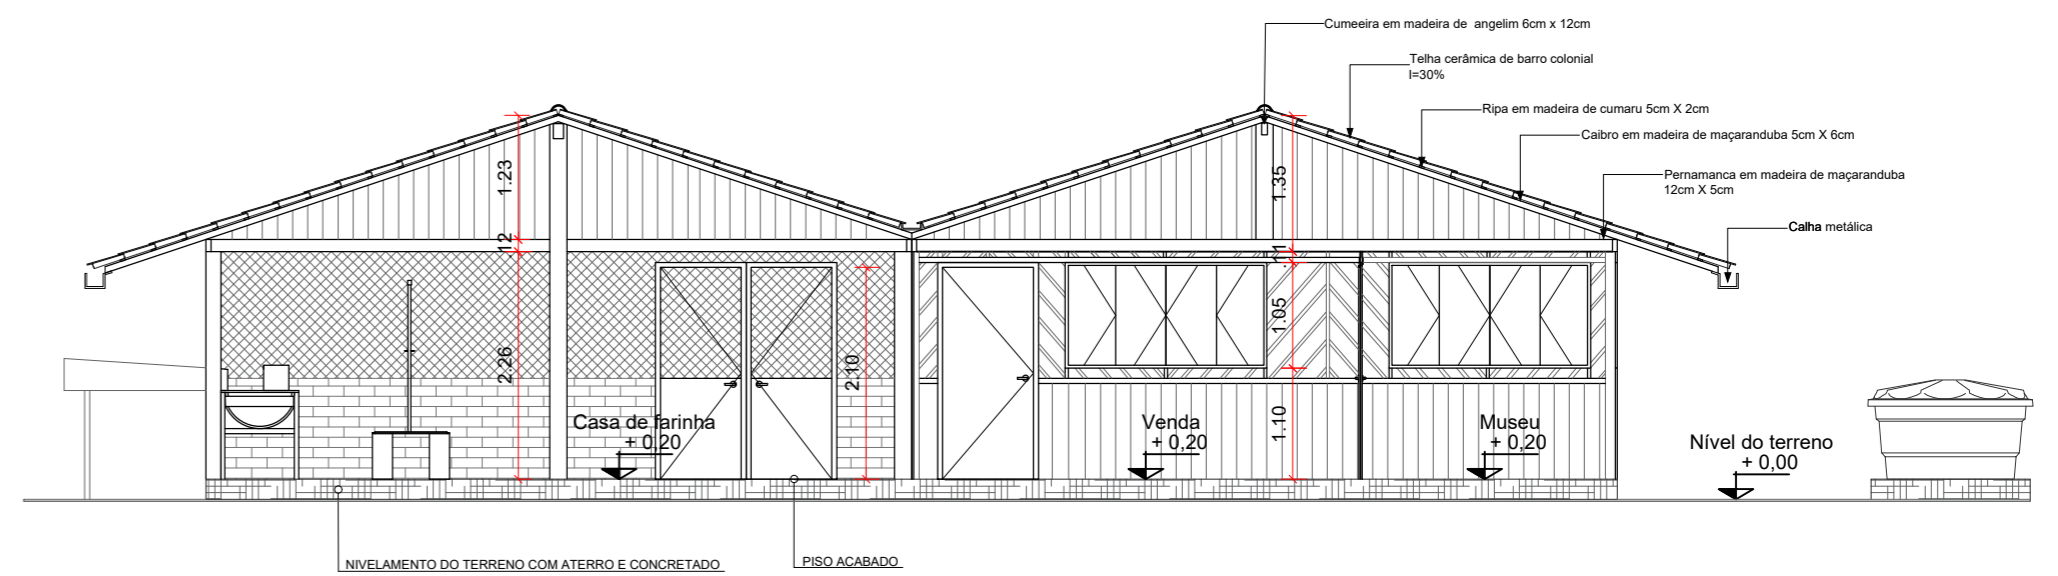 Cumeeira em madeira de angelim 6cm x 12cm
Telha cerâmica de barro colonial
I=30%
Ripa em madeira de cumaru 5cm X 2cm
Caibro em madeira de maçaranduba 5cm X 6cm
Pernamanca em madeira de maçaranduba
12cm X 5cm
Calha metálica
1.23
1.35
.12
2.26
2.10
1.05
1.10
Casa de farinha
+ 0,20
Venda
+ 0,20
Museu
+ 0,20
Nível do terreno
+ 0,00
NIVELAMENTO DO TERRENO COM ATERRO E CONCRETADO
PISO ACABADO